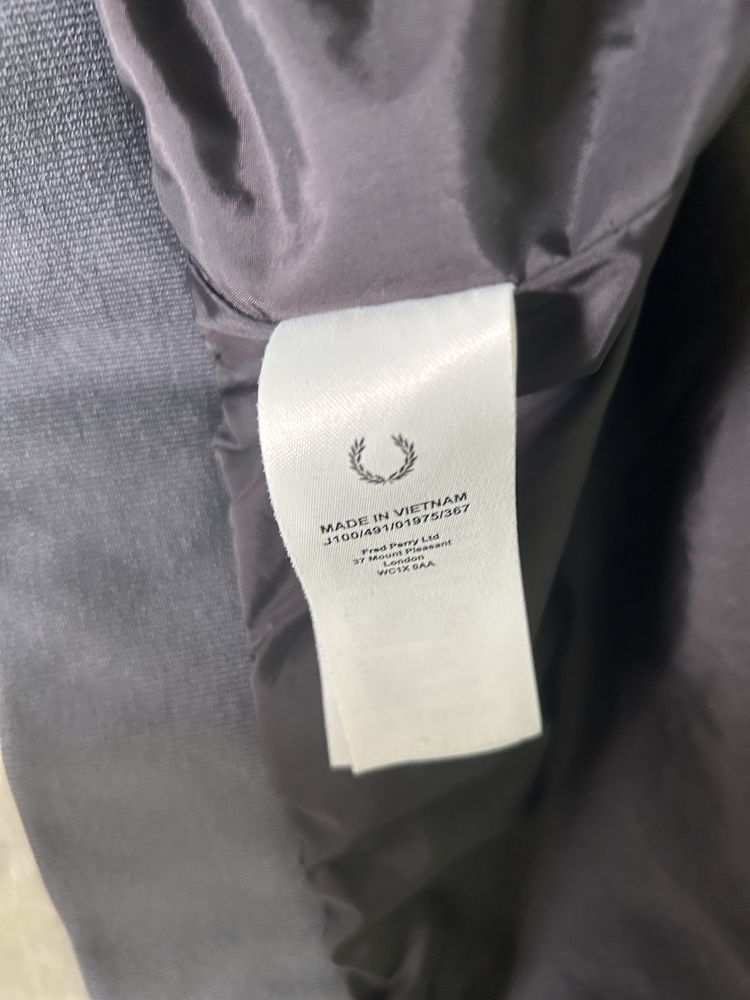 MADE IN VIETNAM
J100/491/01975/367
Fred Perry Ltd
37 Mount Pleasant
London
WC1X 0AA